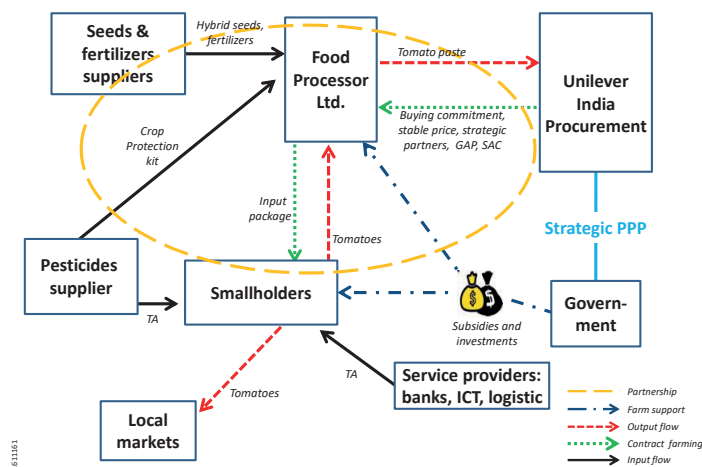 Seeds &
fertilizers
suppliers
Hybrid seeds,
fertilizers
Food
Processor
Ltd.
Tomato paste
Unilever
India
Procurement
Buying commitment,
stable price, strategic
partners, GAP, SAC
Crop
Protection
kit
Input
package
Tomatoes
Strategic PPP
Pesticides
supplier
TA
Smallholders
$
$
Subsidies and
investments
Govern-
ment
Tomatoes
TA
Service providers:
banks, ICT, logistic
Local
markets
Partnership
Farm support
Output flow
Contract farming
Input flow
.611161